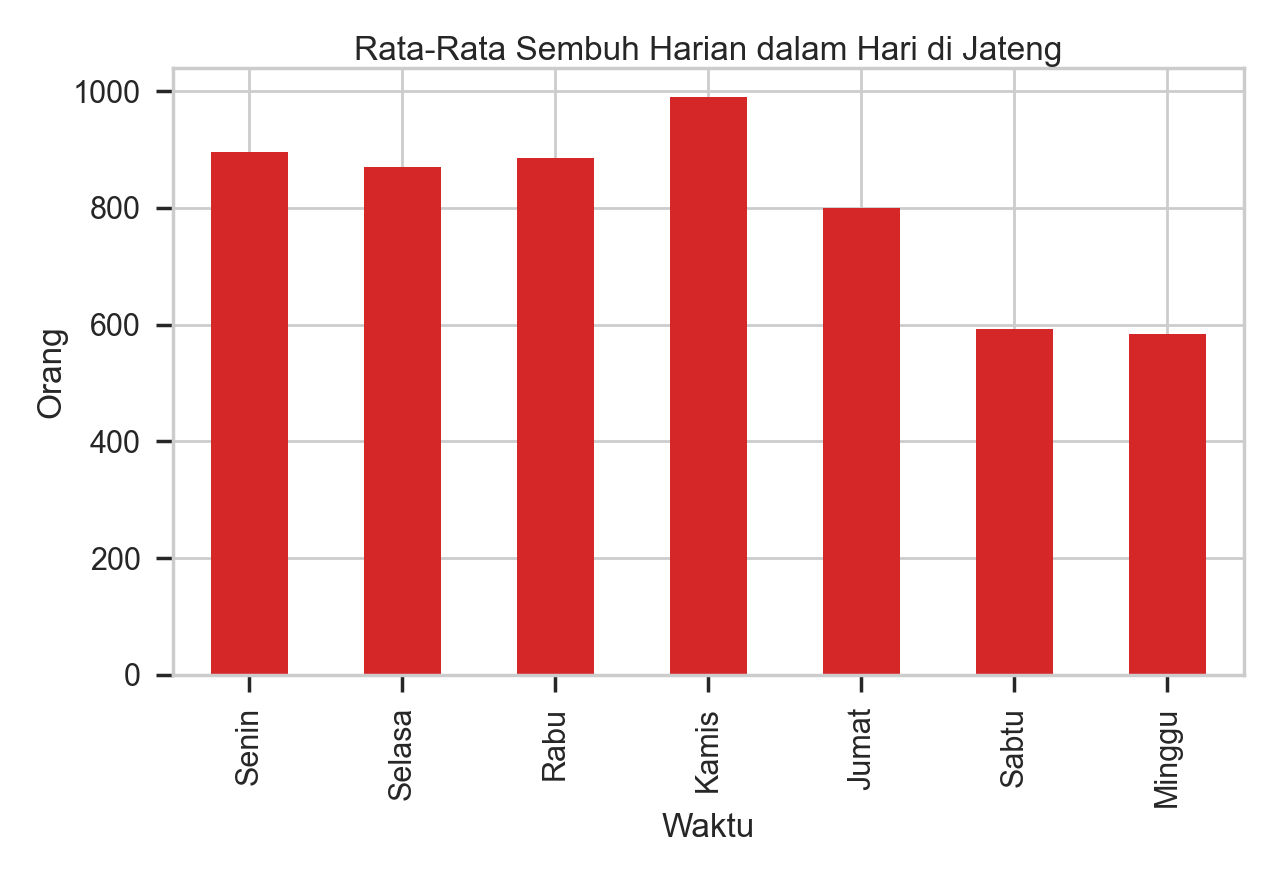 Rata-Rata Sembuh Harian dalam Hari di Jateng
1000
800
600
400
200
0
Orang
Senin
Selasa
Rabu
Kamis
Jumat
Sabtu
Minggu
Waktu